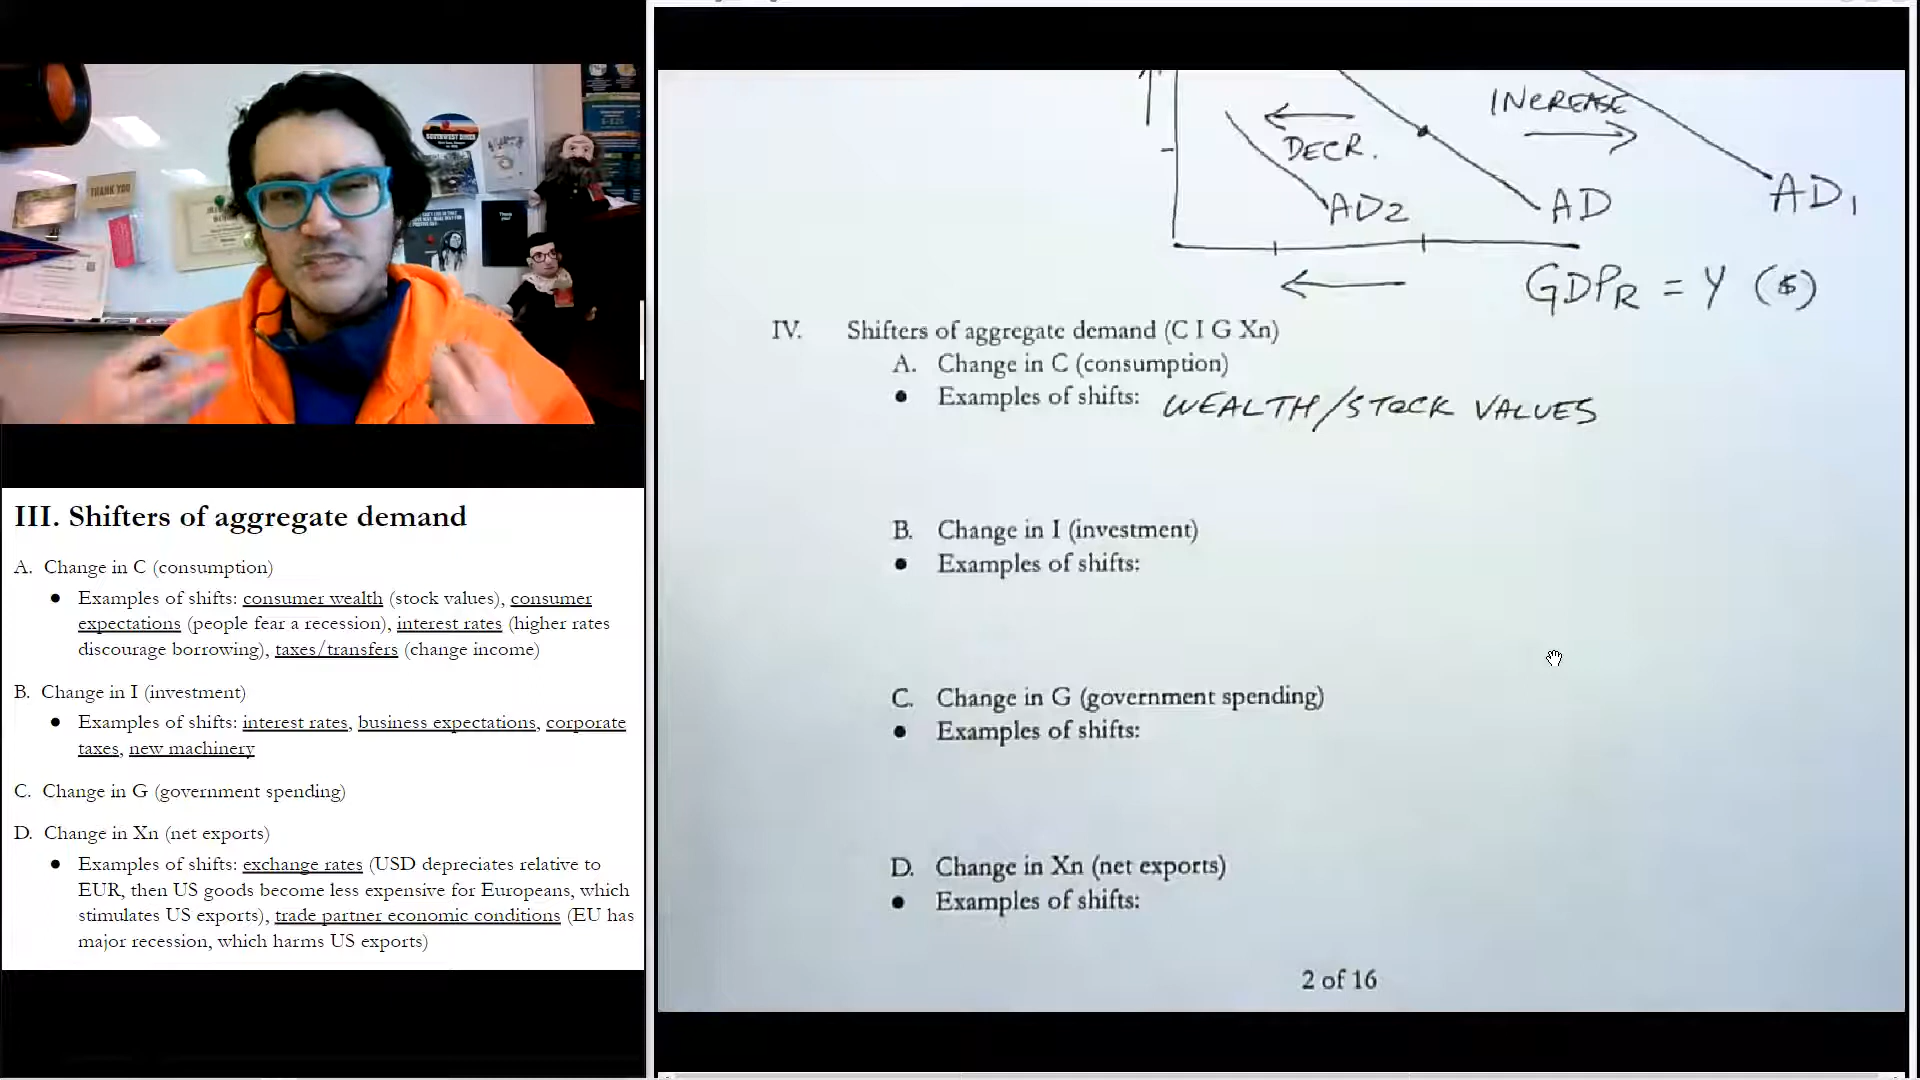 THANK YOU
SOUTHWEST DINER
III. Shifters of aggregate demand
A. Change in C (consumption)
● Examples of shifts: consumer wealth (stock values), consumer
expectations (people fear a recession), interest rates (higher rates
discourage borrowing), taxes/transfers (change income)
B. Change in I (investment)
● Examples of shifts: interest rates, business expectations, corporate
taxes, new machinery
C. Change in G (government spending)
D. Change in Xn (net exports)
● Examples of shifts: exchange rates (USD depreciates relative to
EUR, then US goods become less expensive for Europeans, which
stimulates US exports), trade partner economic conditions (EU has
major recession, which harms US exports)
INCREASE
DECR.
AD2
AD
AD1
GDPR = Y ($)
IV. Shifters of aggregate demand (C I G Xn)
A. Change in C (consumption)
● Examples of shifts: WEALTH/STOCK VALUES
B. Change in I (investment)
● Examples of shifts:
C. Change in G (government spending)
● Examples of shifts:
D. Change in Xn (net exports)
● Examples of shifts:
2 of 16